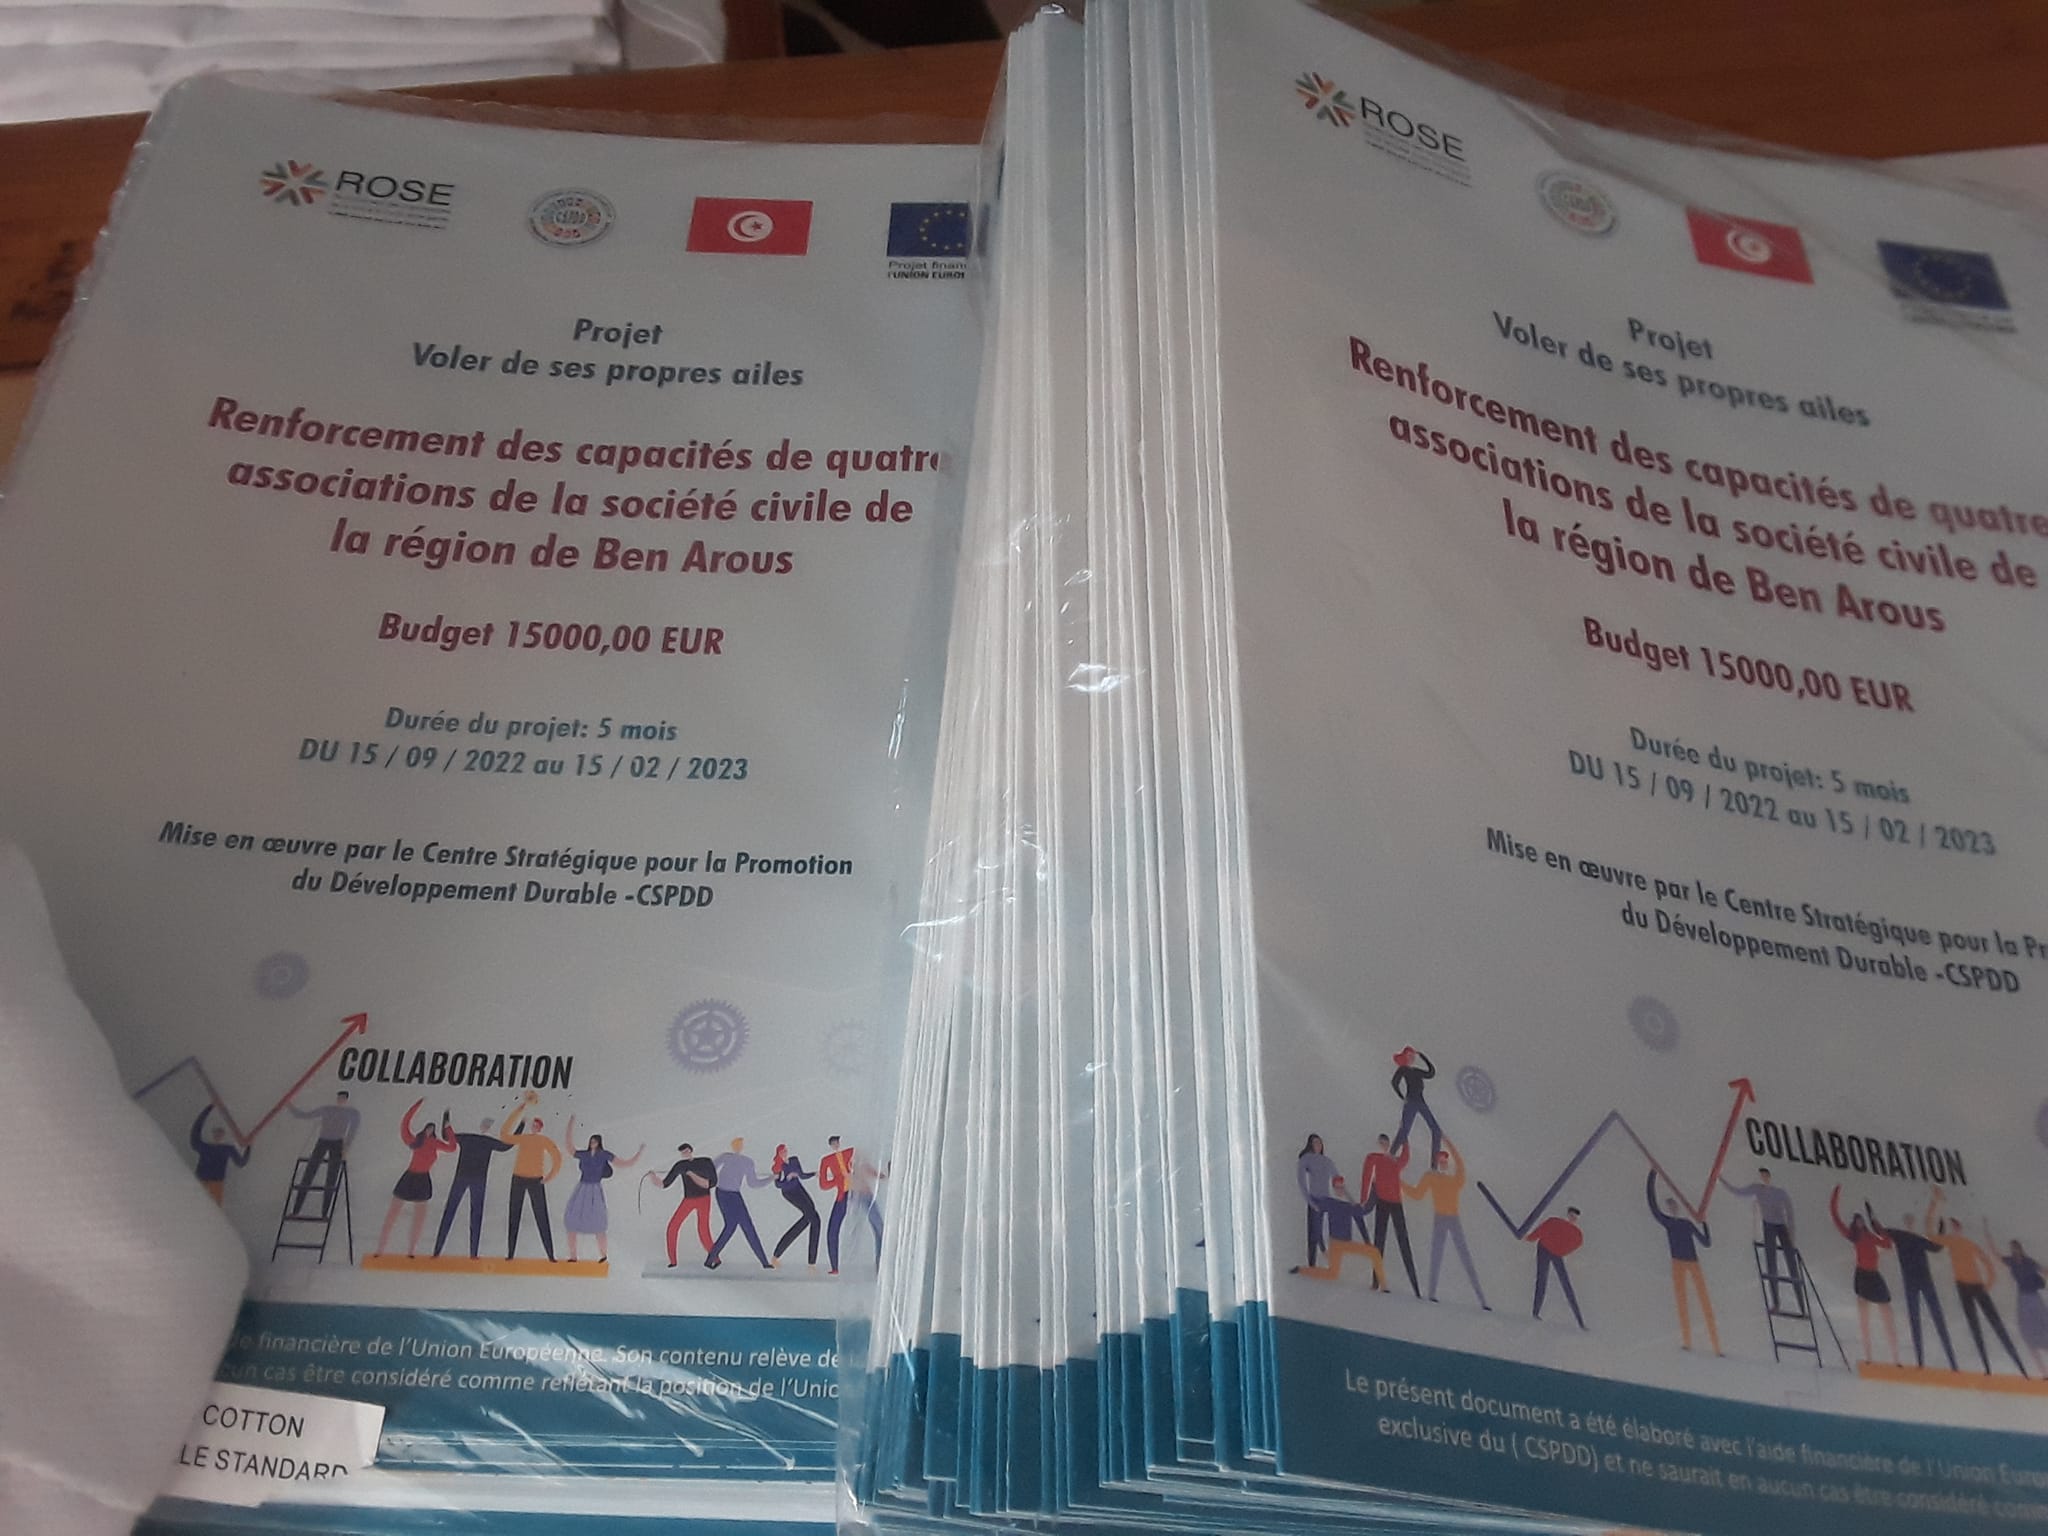 ROSE
Projet finan
l'UNION EURO
Projet
Voler de ses propres ailes
Renforcement des capacités de quatre
associations de la société civile de
la région de Ben Arous
Budget 15000,00 EUR
Durée du projet: 5 mois
DU 15 / 09 / 2022 au 15 / 02 / 2023
Mise en œuvre par le Centre Stratégique pour la Promotion
du Développement Durable -CSPDD
COLLABORATION
financière de l'Union Européenne. Son contenu relève de
cun cas être considéré comme reflétant la position de l'Unio
COTTON
LE STANDARD
ROSE
Projet
Voler de ses propres ailes
Renforcement des capacités de quatre
associations de la société civile de
la région de Ben Arous
Budget 15000,00 EUR
Durée du projet: 5 mois
DU 15 / 09 / 2022 au 15 / 02 / 2023
Mise en œuvre par le Centre Stratégique pour la Pr
du Développement Durable -CSPDD
COLLABORATION
Le présent document a été élaboré avec l'aide financière de l'Union Euro
exclusive du ( CSPDD) et ne saurait en aucun cas être considéré com